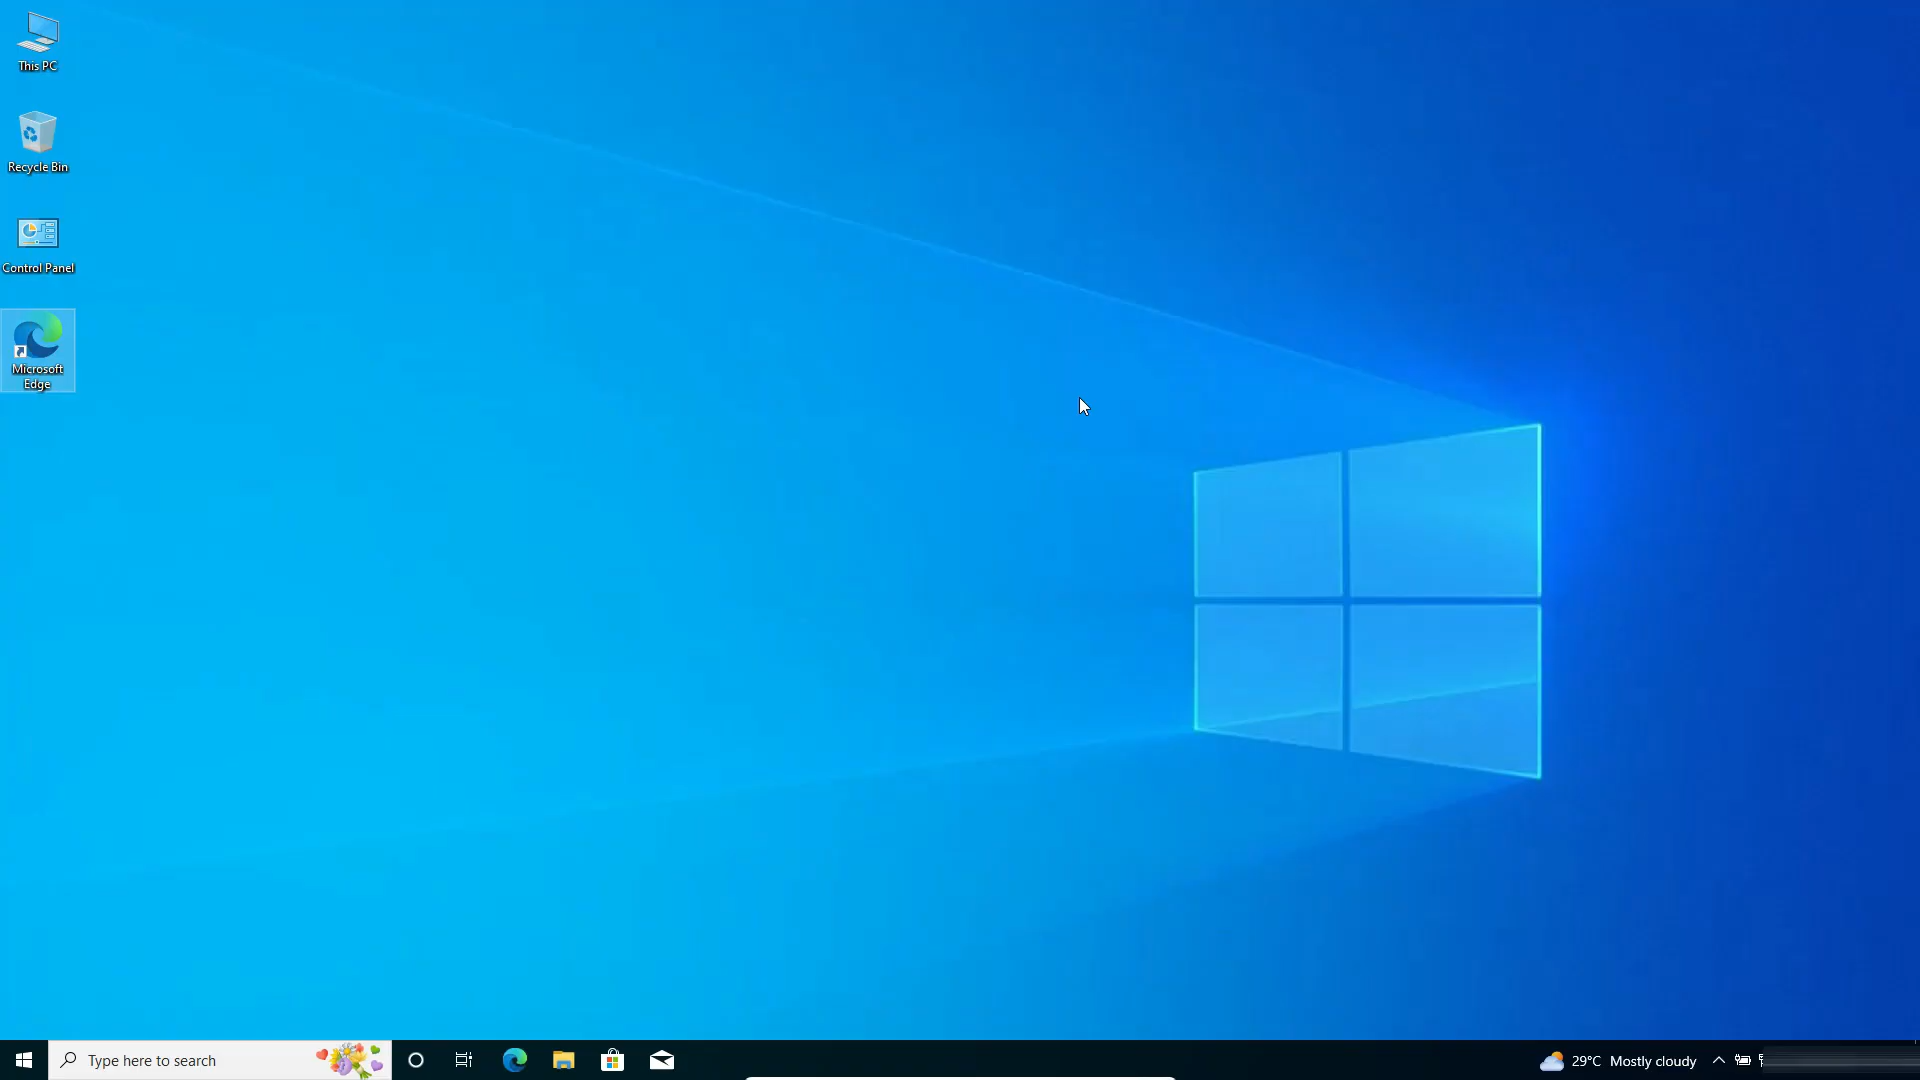 This PC
Recycle Bin
Control Panel
Microsoft
Edge
Type here to search
29°C Mostly cloudy